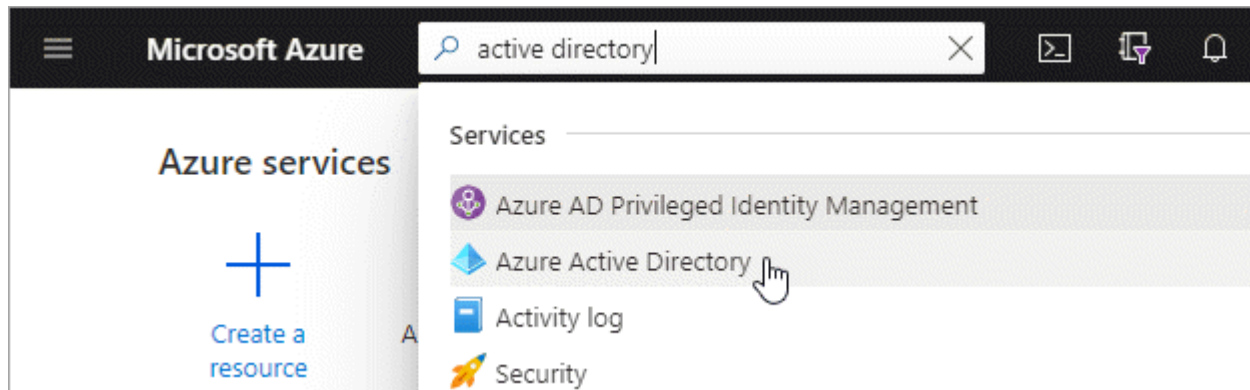 Microsoft Azure
active directory
Azure services
Services
Azure AD Privileged Identity Management
Azure Active Directory
Activity log
Security
Create a
resource
A